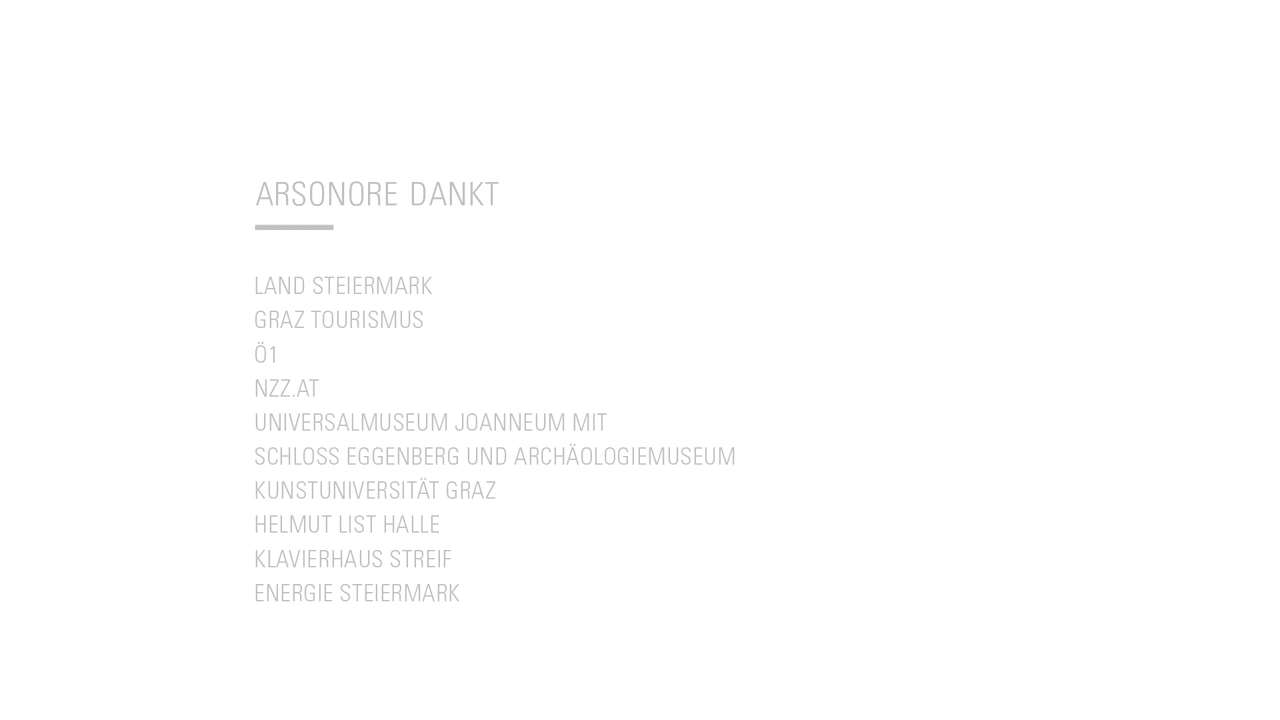 ARSONORE DANKT
LAND STEIERMARK
GRAZ TOURISMUS
Ö1
NZZ.AT
UNIVERSALMUSEUM JOANNEUM MIT
SCHLOSS EGGENBERG UND ARCHÄOLOGIEMUSEUM
KUNSTUNIVERSITÄT GRAZ
HELMUT LIST HALLE
KLAVIERHAUS STREIF
ENERGIE STEIERMARK